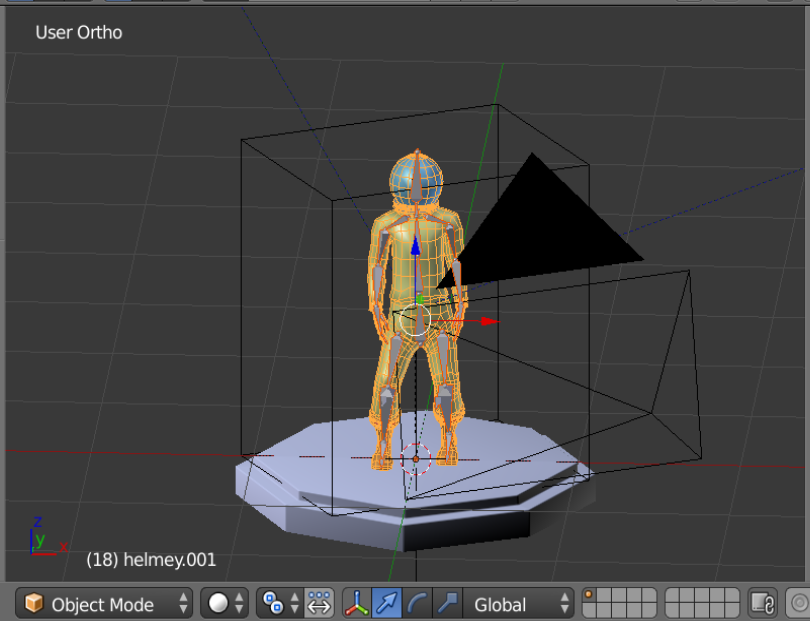 User Ortho
z
y
x
(18) helmey.001
Object Mode
Global